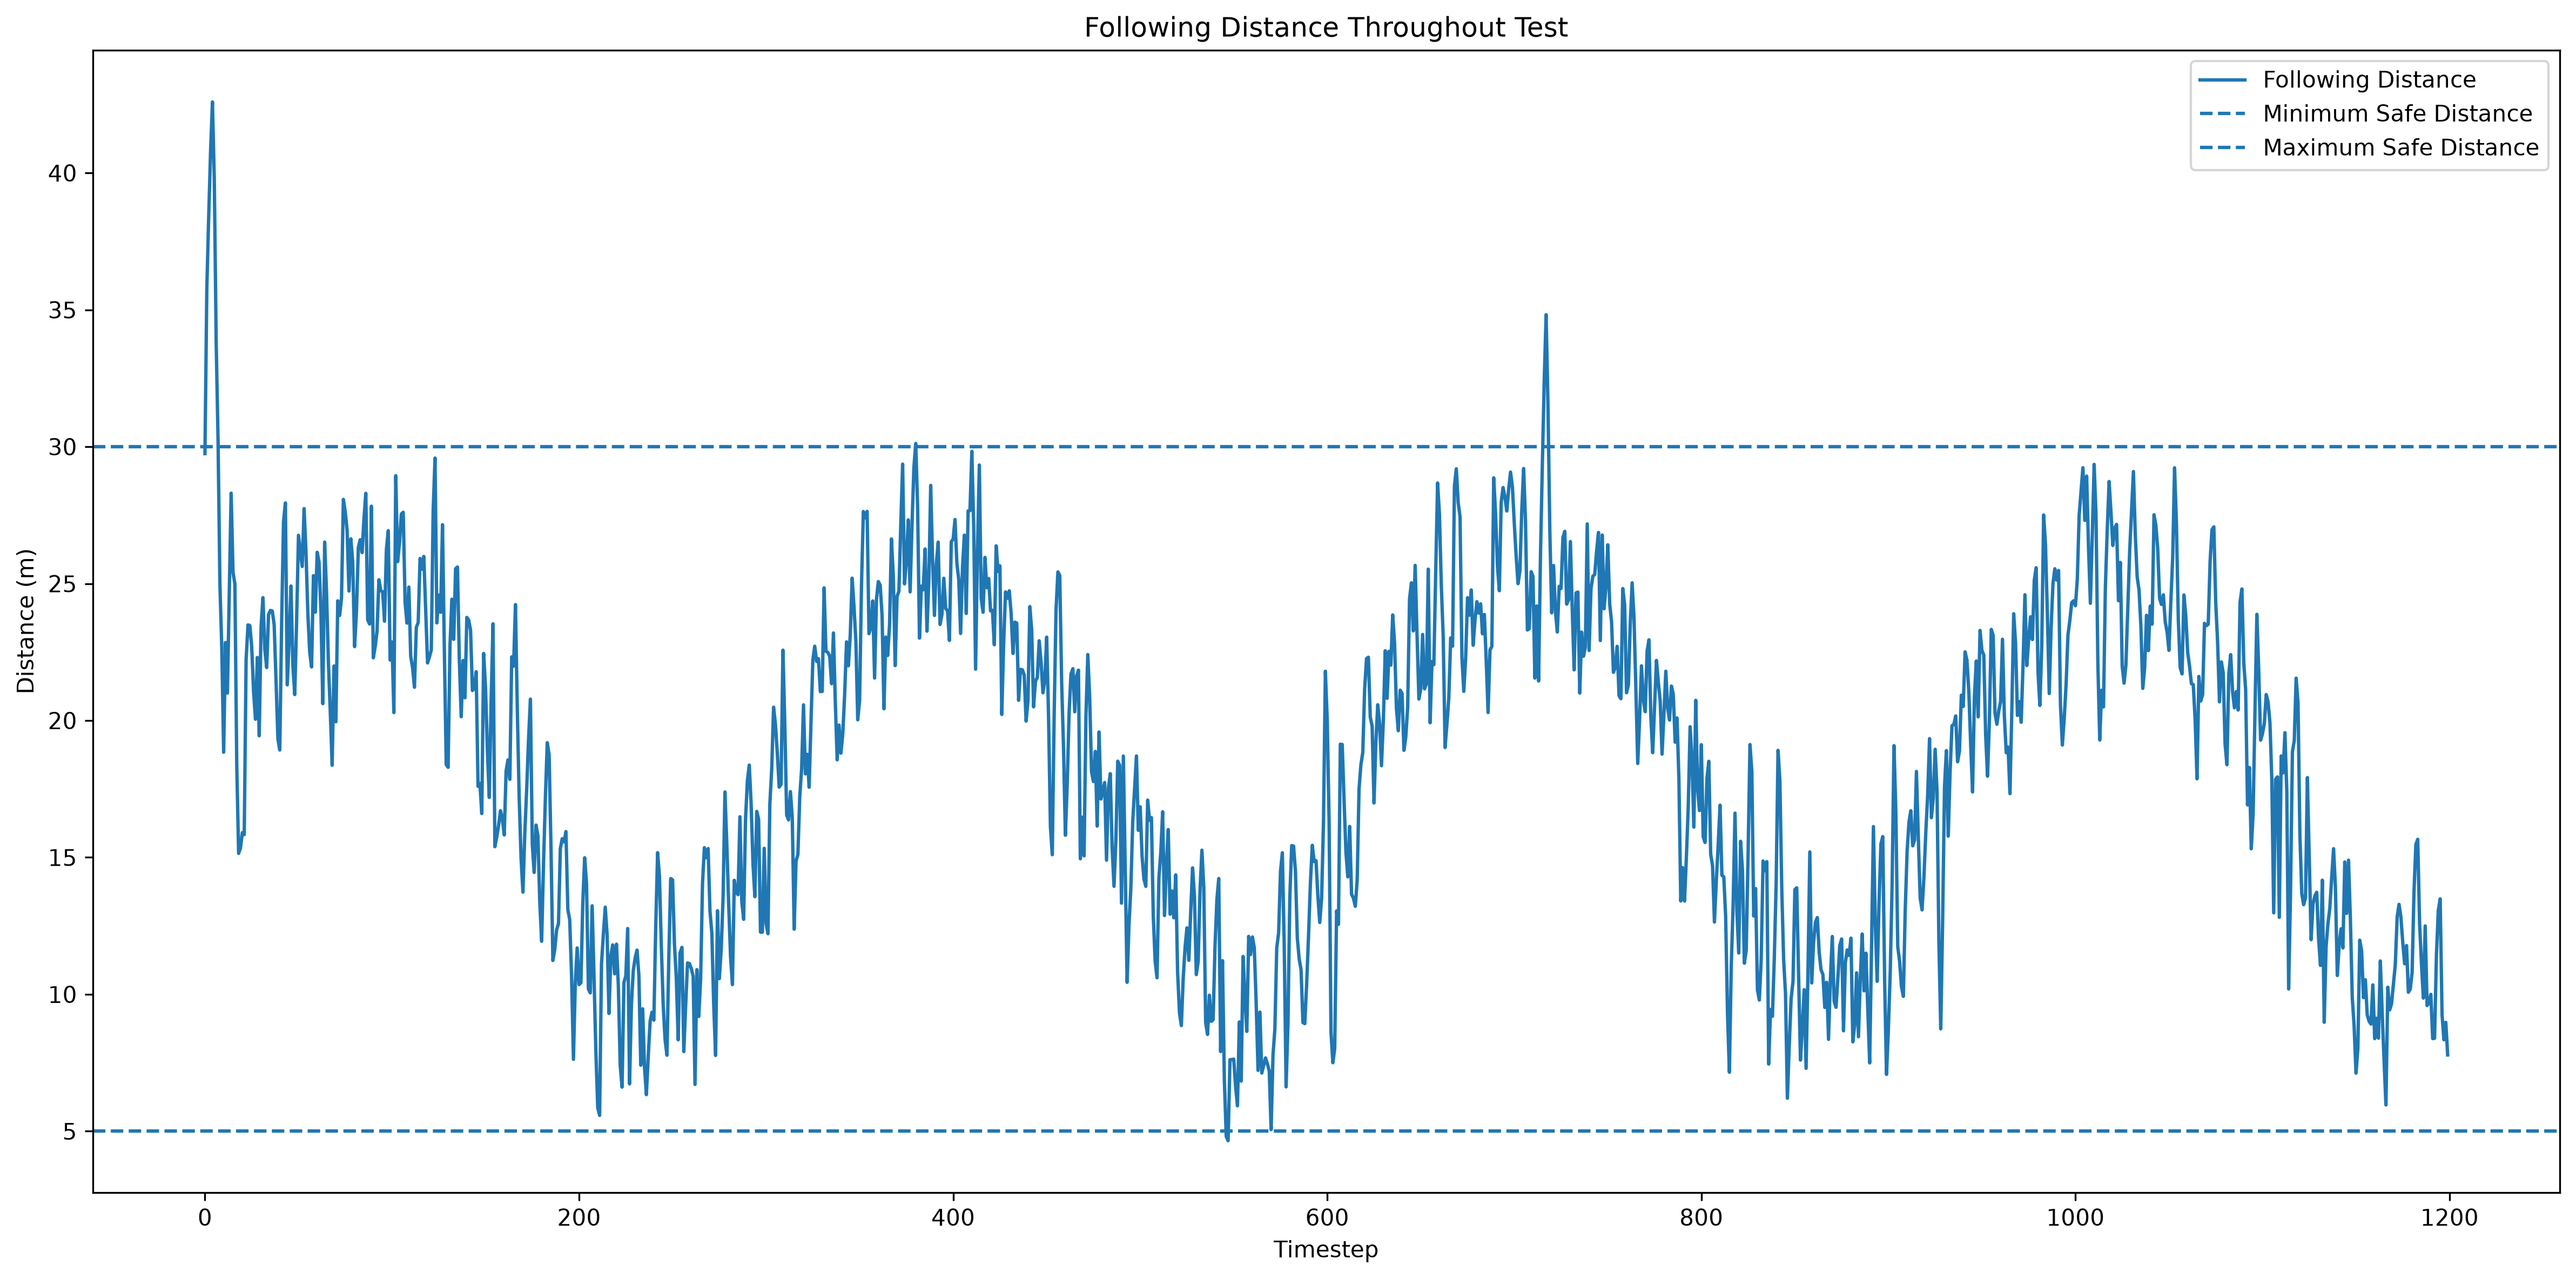 Following Distance Throughout Test
Following Distance
Minimum Safe Distance
Maximum Safe Distance
Distance (m)
40
35
30
25
20
15
10
5
0
200
400
600
800
1000
1200
Timestep